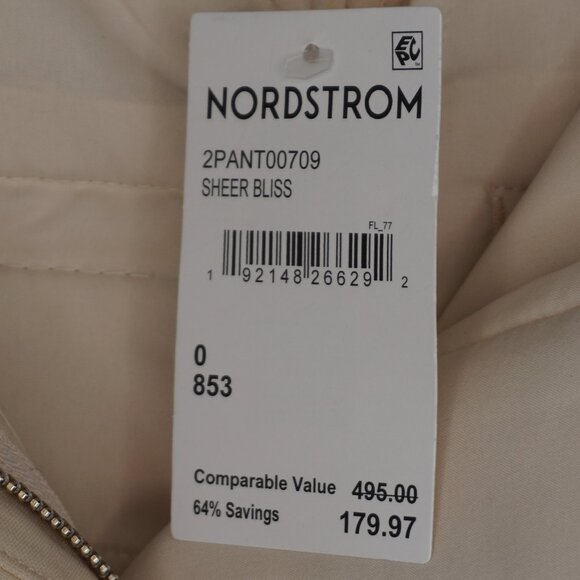 EPC™
NORDSTROM
2PANT00709
SHEER BLISS
FL_77
1 92148 26629 2
0
853
Comparable Value 495.00
64% Savings 179.97